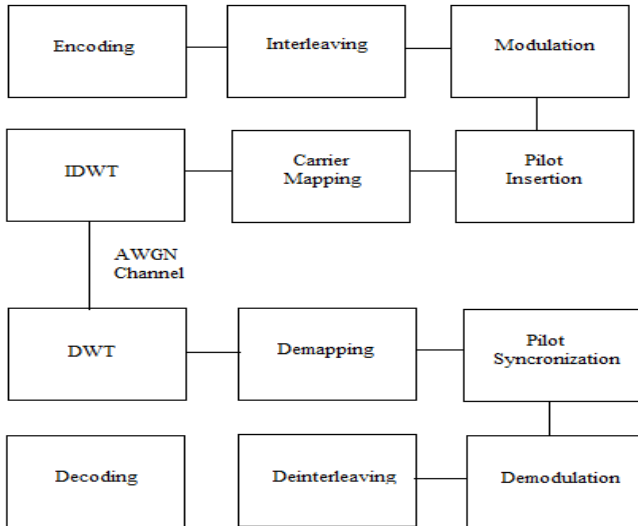 Encoding
Interleaving
Modulation
IDWT
Carrier
Mapping
Pilot
Insertion
AWGN
Channel
DWT
Demapping
Pilot
Syncronization
Decoding
Deinterleaving
Demodulation